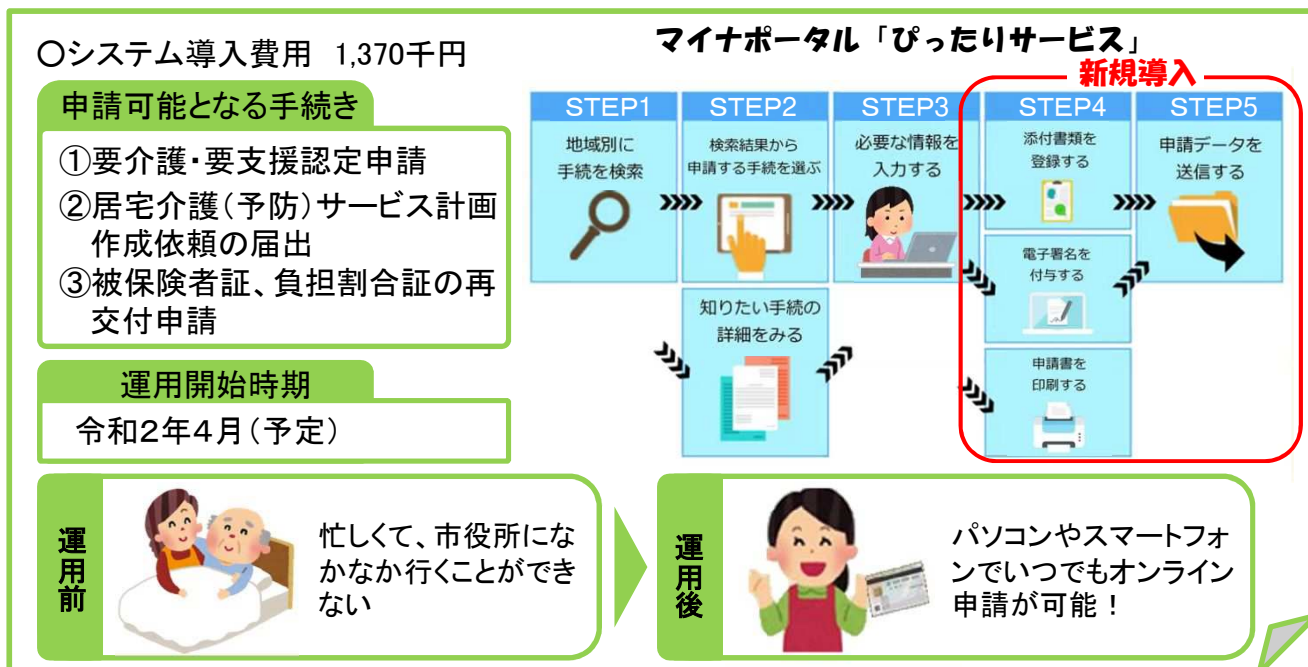 〇システム導入費用 1,370千円
申請可能となる手続き
①要介護・要支援認定申請
②居宅介護(予防)サービス計画
作成依頼の届出
③被保険者証、負担割合証の再
交付申請
運用開始時期
令和2年4月(予定)
マイナポータル「ぴったりサービス」
新規導入
STEP1
地域別に
手続を検索
STEP2
検索結果から
申請する手続を選ぶ
知りたい手続の
詳細をみる
STEP3
必要な情報を
入力する
STEP4
添付書類を
登録する
電子署名を
付与する
申請書を
印刷する
STEP5
申請データを
送信する
運用前
忙しくて、市役所にな
かなか行くことができ
ない
運用後
パソコンやスマートフォ
ンでいつでもオンライン
申請が可能!